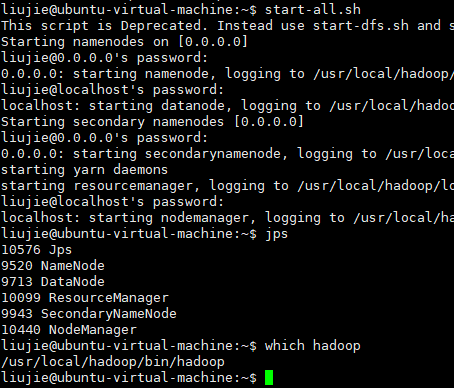 liujie@ubuntu-virtual-machine:~$ start-all.sh
This script is Deprecated. Instead use start-dfs.sh and s
Starting namenodes on [0.0.0.0]
liujie@0.0.0.0's password:
0.0.0.0: starting namenode, logging to /usr/local/hadoop/
liujie@localhost's password:
localhost: starting datanode, logging to /usr/local/hadoo
Starting secondary namenodes [0.0.0.0]
liujie@0.0.0.0's password:
0.0.0.0: starting secondarynamenode, logging to /usr/loca
starting yarn daemons
starting resourcemanager, logging to /usr/local/hadoop/lo
liujie@localhost's password:
localhost: starting nodemanager, logging to /usr/local/ha
liujie@ubuntu-virtual-machine:~$ jps
10576 Jps
9520 NameNode
9713 DataNode
10099 ResourceManager
9943 SecondaryNameNode
10440 NodeManager
liujie@ubuntu-virtual-machine:~$ which hadoop
/usr/local/hadoop/bin/hadoop
liujie@ubuntu-virtual-machine:~$